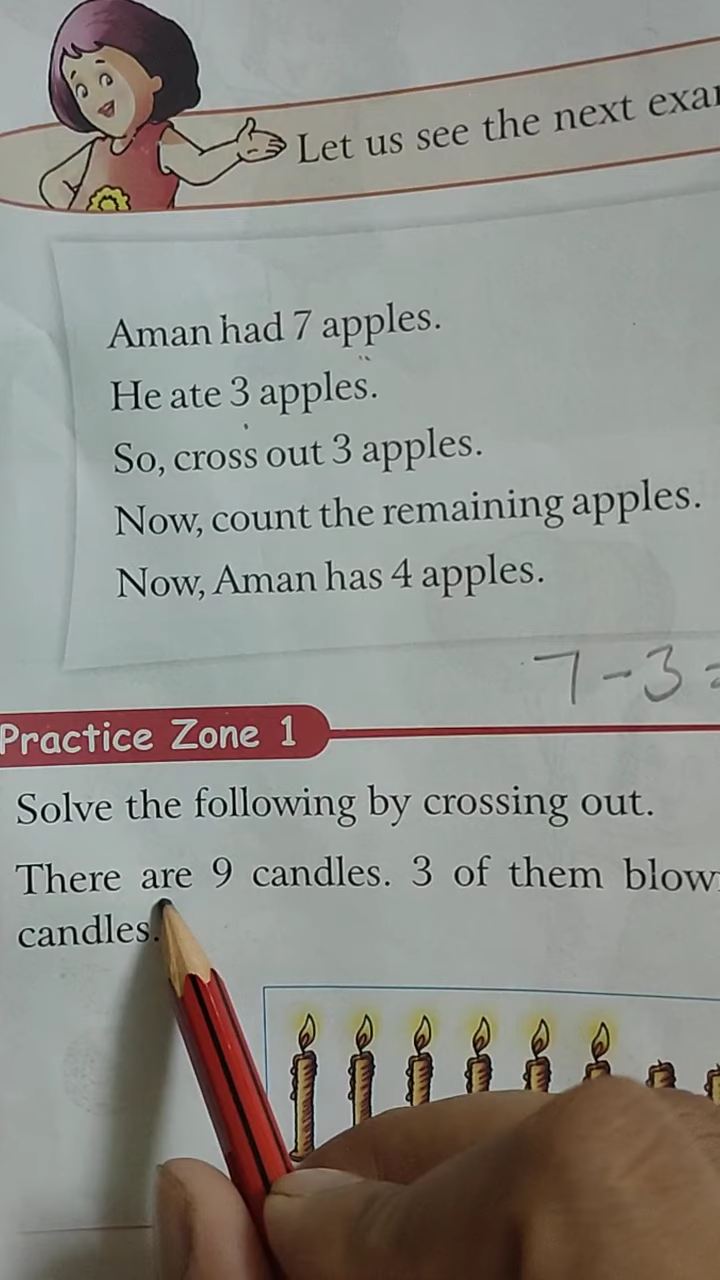 Let us see the next
Aman had 7 apples.
He ate 3 apples.
So, cross out 3 apples.
Now, count the remaining apples.
Now, Aman has 4 apples.
7-3=
Practice Zone 1
Solve the following by crossing out.
There are 9 candles. 3 of them blow
candles.